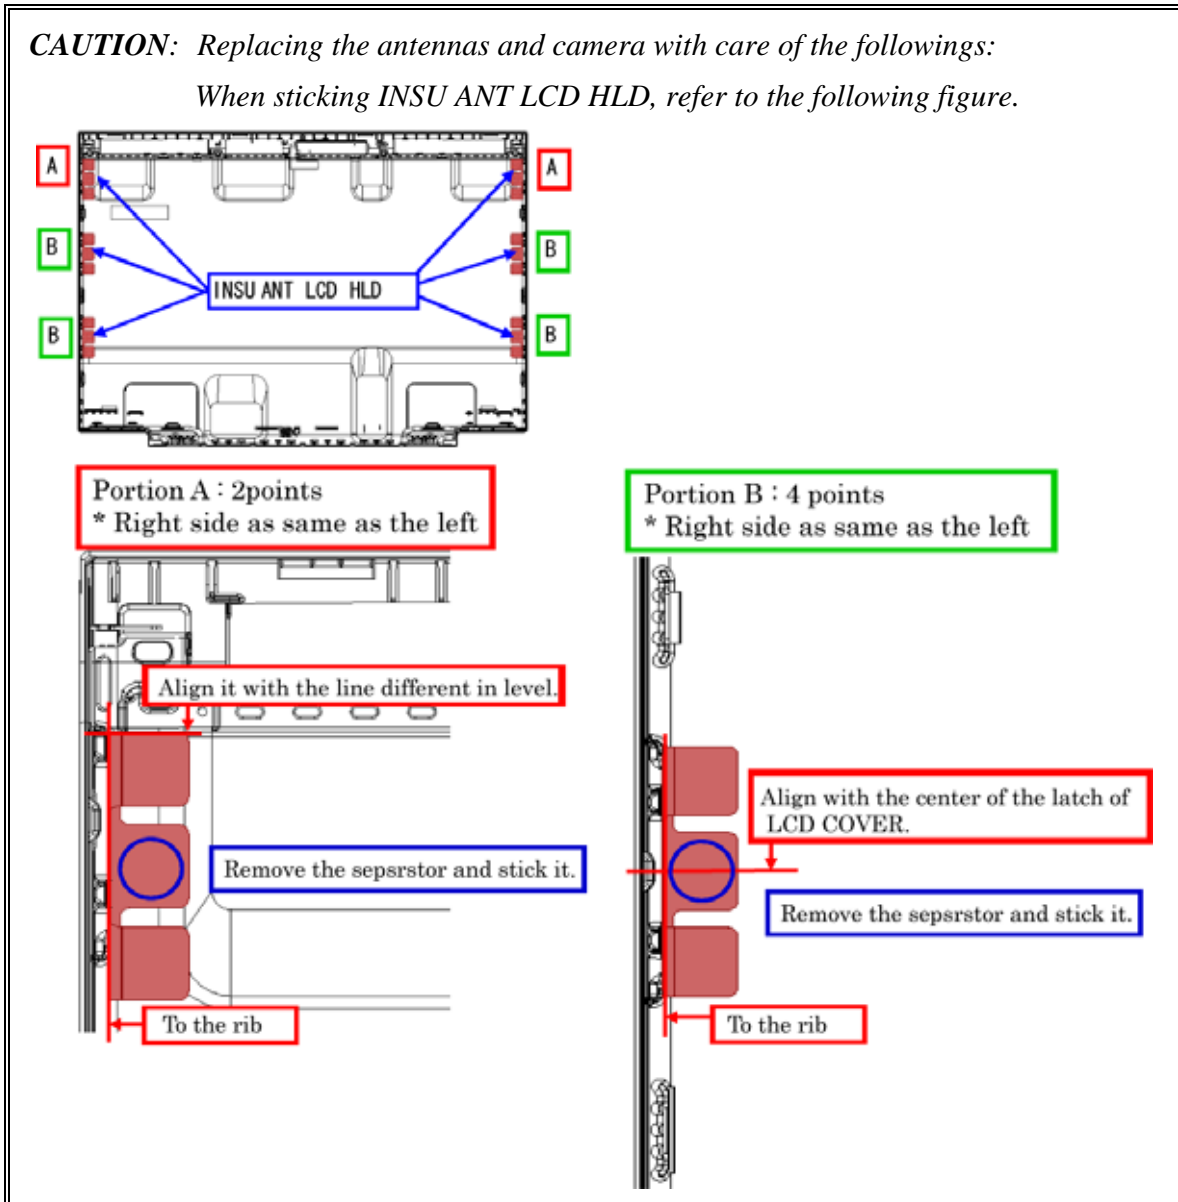 CAUTION: Replacing the antennas and camera with care of the followings:
When sticking INSU ANT LCD HLD, refer to the following figure.
A
A
B
B
INSU ANT LCD HLD
B
B
Portion A : 2points
* Right side as same as the left
Portion B : 4 points
* Right side as same as the left
Align it with the line different in level.
Align with the center of the latch of
LCD COVER.
Remove the sepsrstor and stick it.
Remove the sepsrstor and stick it.
To the rib
To the rib